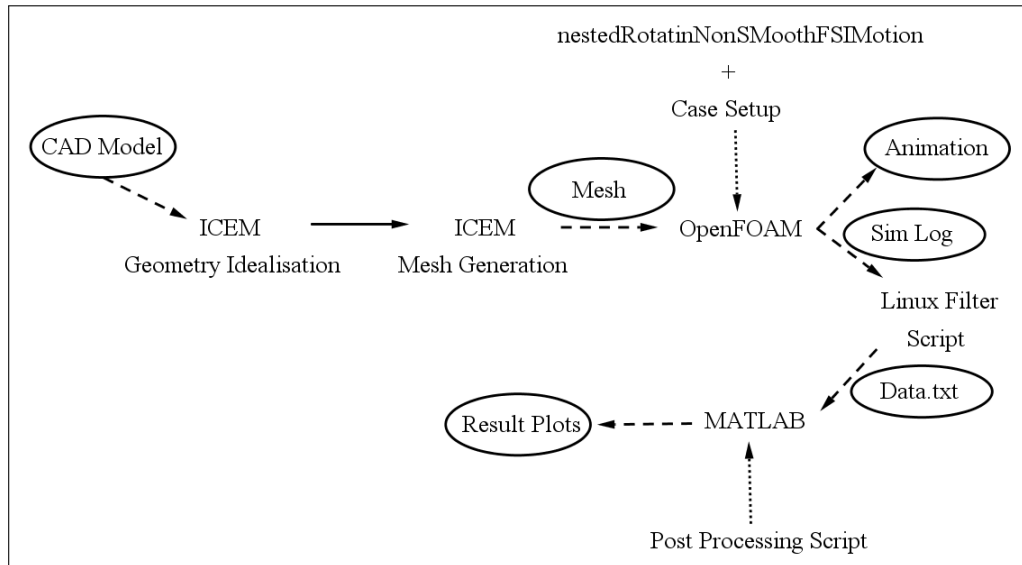 nestedRotatinNonSMoothFSIMotion
+
Case Setup
CAD Model
Animation
Mesh
ICEM
Geometry Idealisation
ICEM
Mesh Generation
OpenFOAM
Sim Log
Linux Filter
Script
Data.txt
MATLAB
Result Plots
Post Processing Script